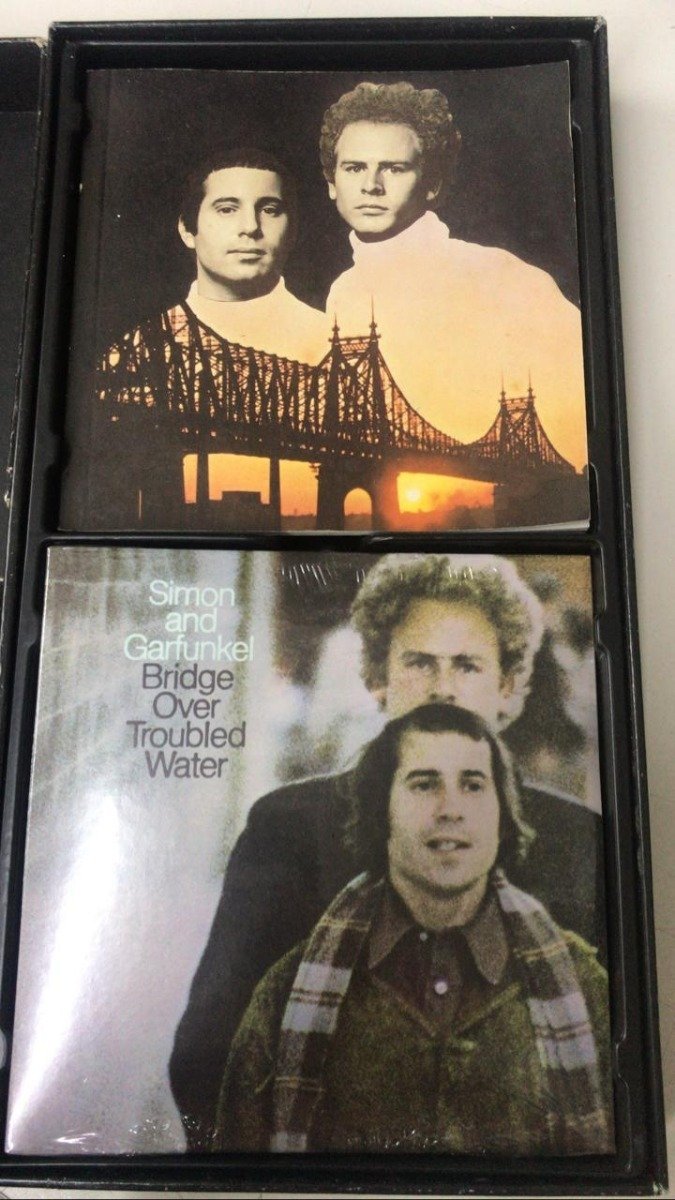 Simon
and
Garfunkel
Bridge
Over
Troubled
Water